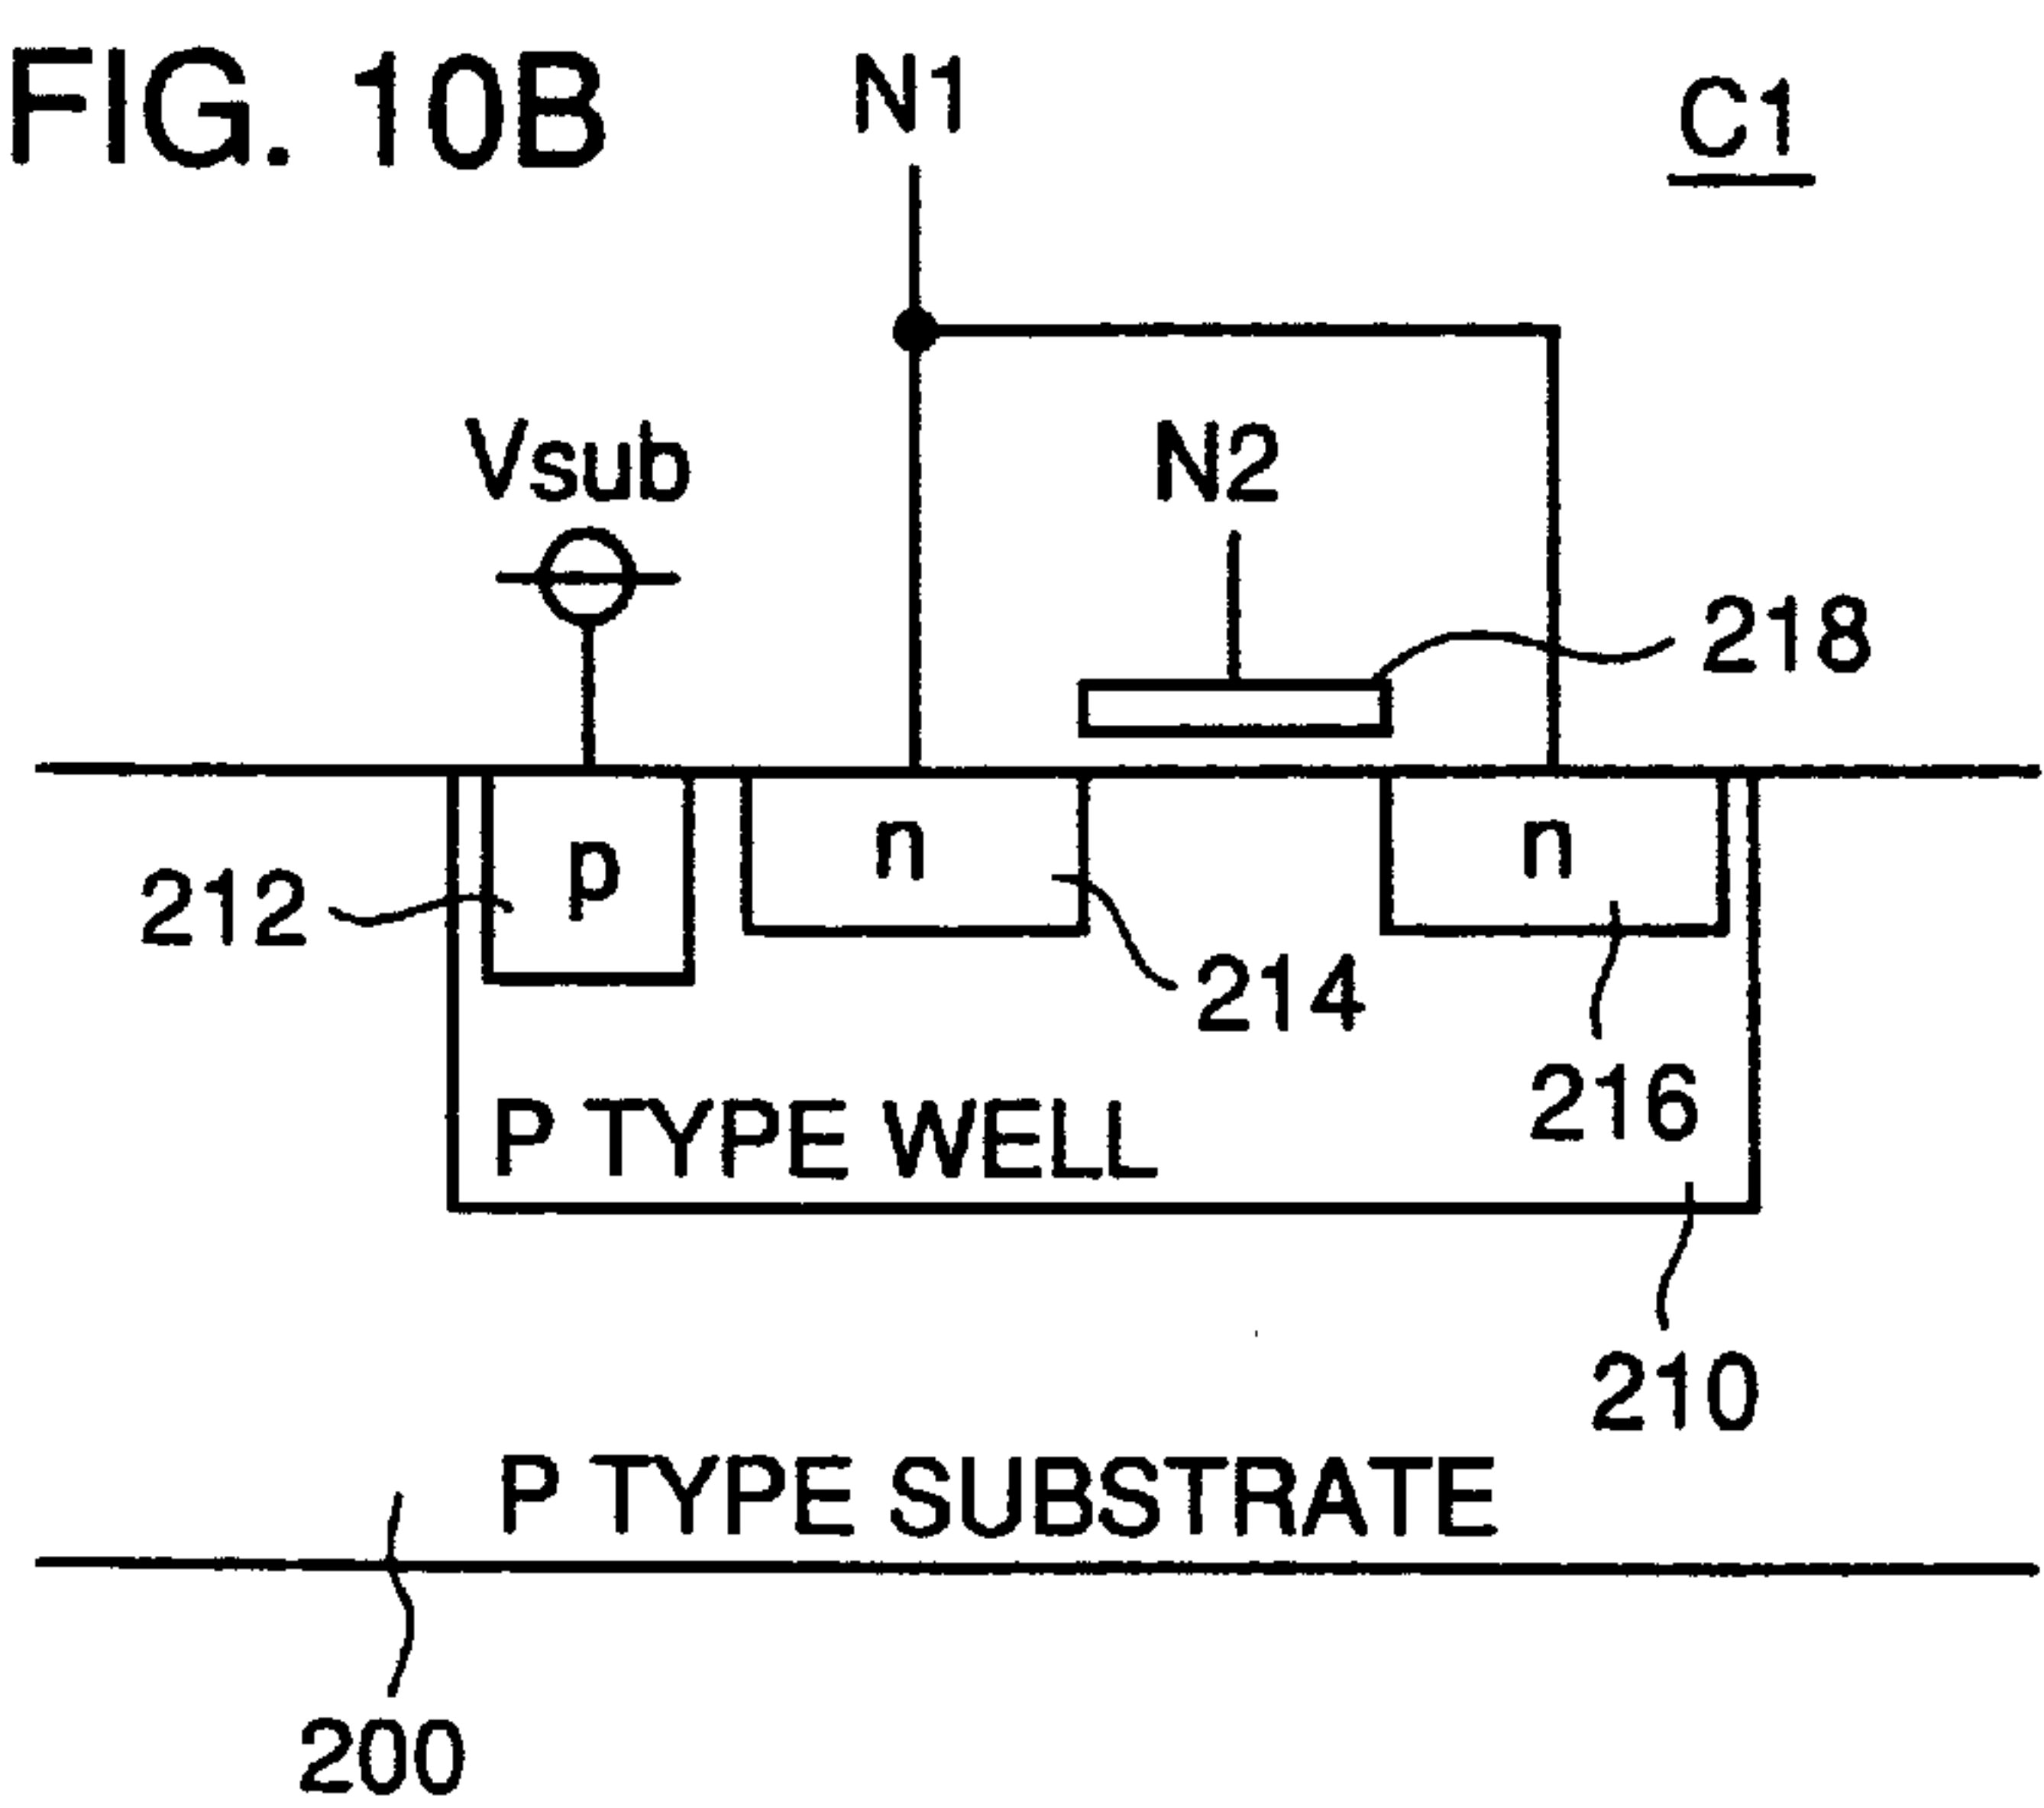 FIG. 10B
N1
C1
Vsub
N2
218
p
n
n
212
214
216
P TYPE WELL
210
P TYPE SUBSTRATE
200